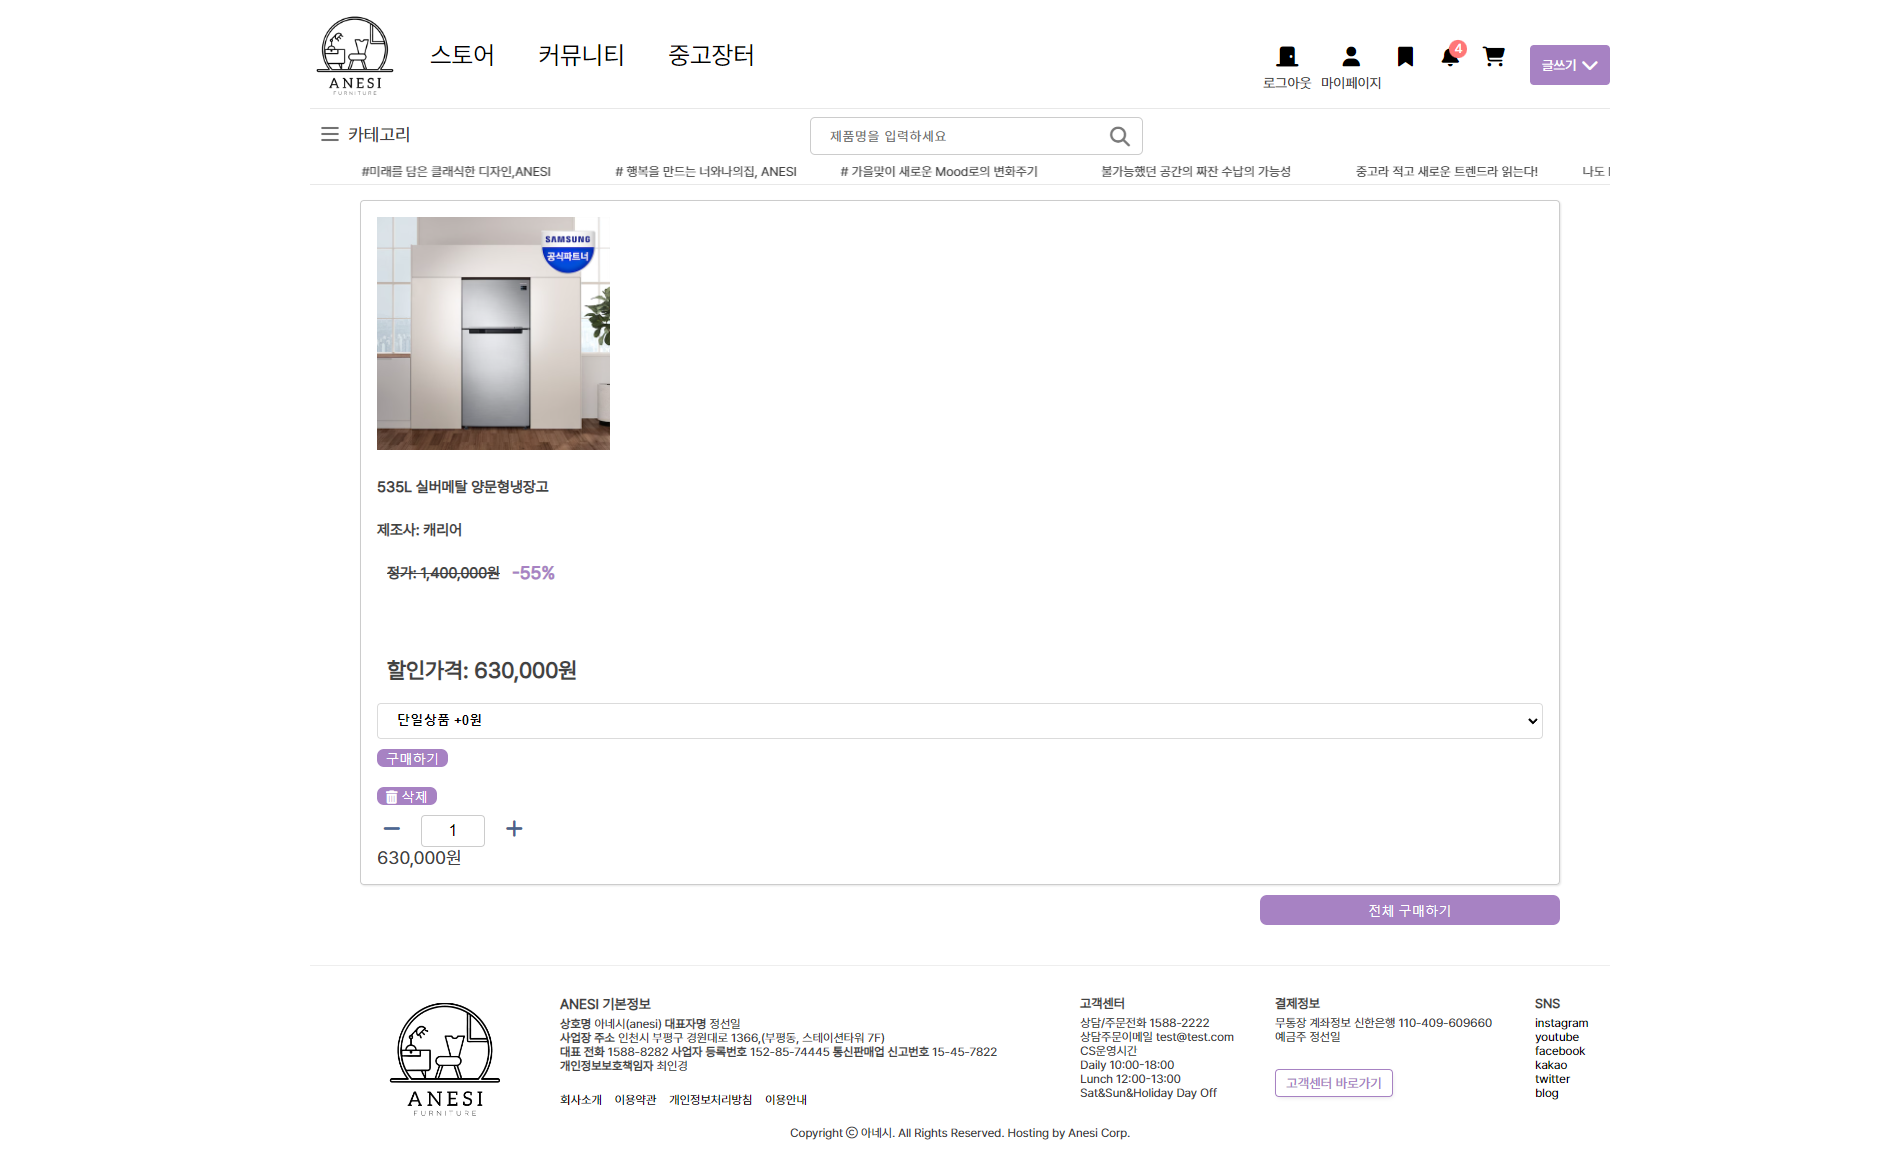 ANESI
FURNITURE
스토어
커뮤니티
중고장터
로그아웃
마이페이지
4
글쓰기
카테고리
제품명을 입력하세요
#미래를 담은 클래식한 디자인,ANESI
# 행복을 만드는 너와나의집, ANESI
# 가을맞이 새로운 Mood로의 변화주기
불가능했던 공간의 짜잔 수납의 가능성
중고라 적고 새로운 트렌드라 읽는다!
나도
SAMSUNG
공식파트너
535L 실버메탈 양문형냉장고
제조사: 캐리어
정가: 1,400,000원 -55%
할인가격: 630,000원
단일상품 +0원
구매하기
삭제
1
630,000원
전체 구매하기
ANESI
FURNITURE
ANESI 기본정보
상호명 아네시(anesi) 대표자명 정선일
사업장 주소 인천시 부평구 경원대로 1366,(부평동, 스테이션타워 7F)
대표 전화 1588-8282 사업자 등록번호 152-85-74445 통신판매업 신고번호 15-45-7822
개인정보보호책임자 최인경
회사소개 이용약관 개인정보처리방침 이용안내
고객센터
상담/주문전화 1588-2222
상담주문이메일 test@test.com
CS운영시간
Daily 10:00-18:00
Lunch 12:00-13:00
Sat&Sun&Holiday Day Off
결제정보
무통장 계좌정보 신한은행 110-409-609660
예금주 정선일
고객센터 바로가기
SNS
instagram
youtube
facebook
kakao
twitter
blog
Copyright ⓒ 아네시. All Rights Reserved. Hosting by Anesi Corp.